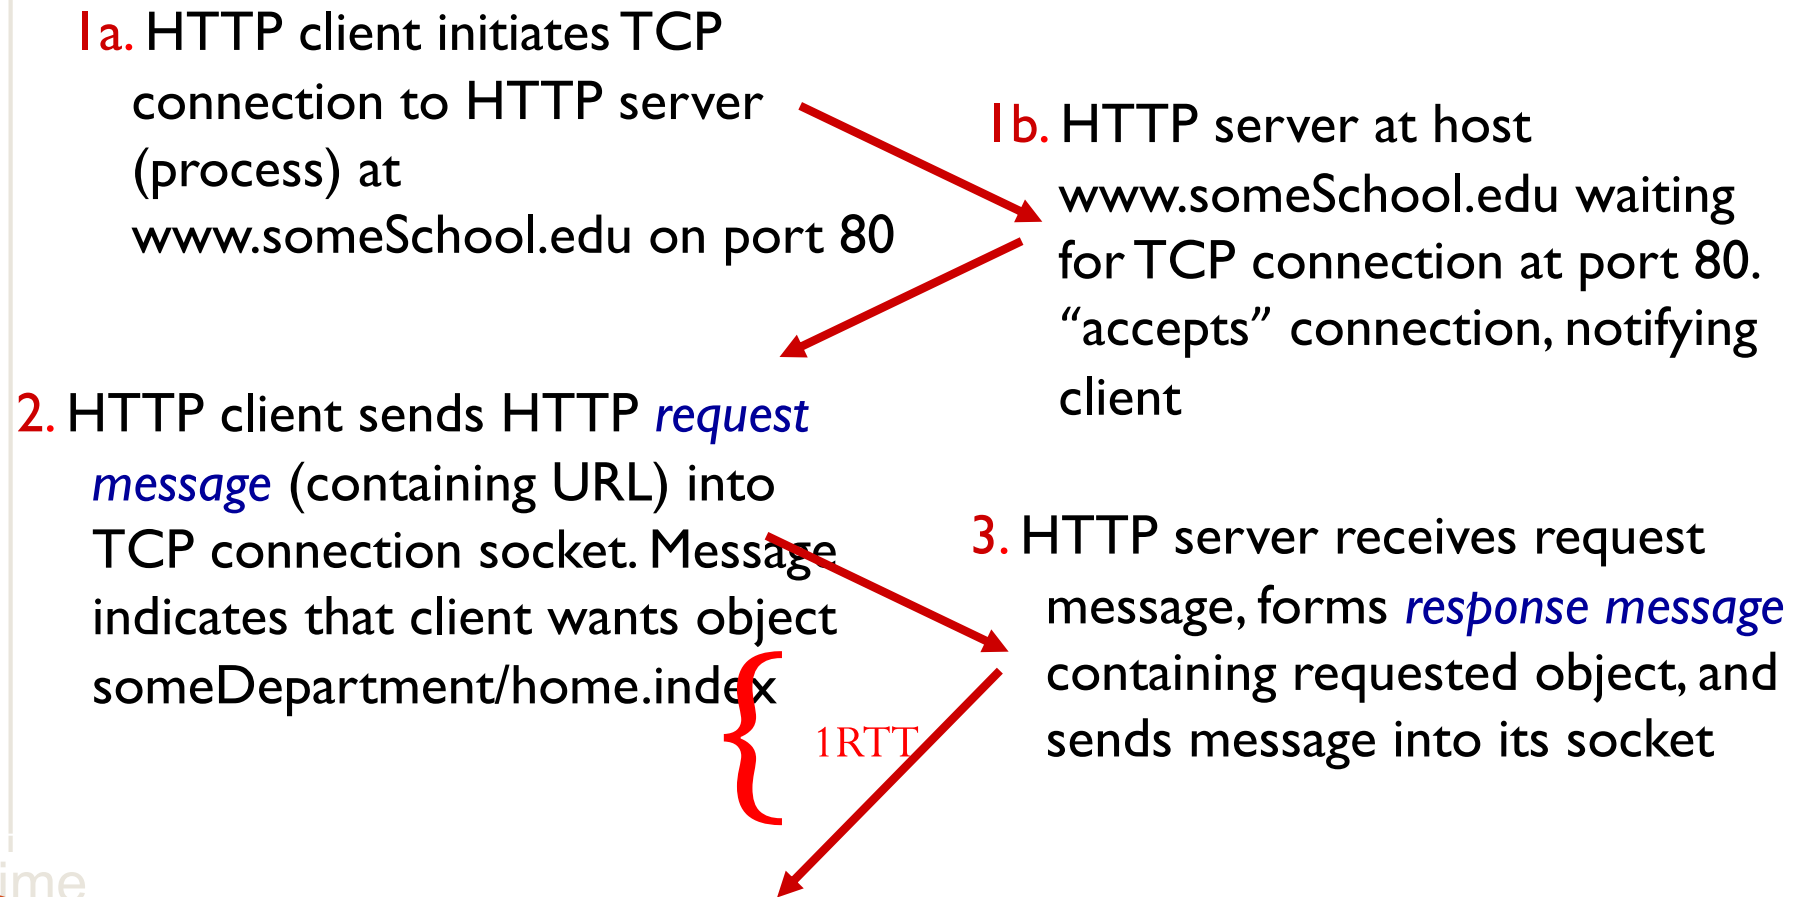 1a. HTTP client initiates TCP
connection to HTTP server
(process) at
www.someSchool.edu on port 80
1b. HTTP server at host
www.someSchool.edu waiting
for TCP connection at port 80.
“accepts” connection, notifying
client
2. HTTP client sends HTTP request
message (containing URL) into
TCP connection socket. Message
indicates that client wants object
someDepartment/home.index
1RTT
3. HTTP server receives request
message, forms response message
containing requested object, and
sends message into its socket
ime